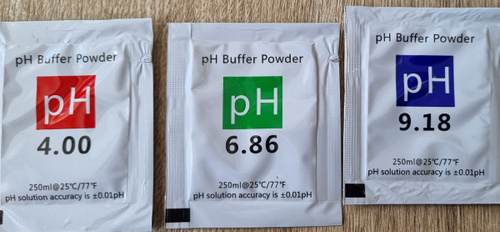 pH Buffer Powder
pH
4.00
250ml@25℃/77℉
pH solution accuracy is ±0.01pH
pH Buffer Powder
pH
6.86
250ml@25℃/77℉
pH solution accuracy is ±0.01pH
pH Buffer Powder
pH
9.18
250ml@25℃/77℉
pH solution accuracy is ±0.01pH